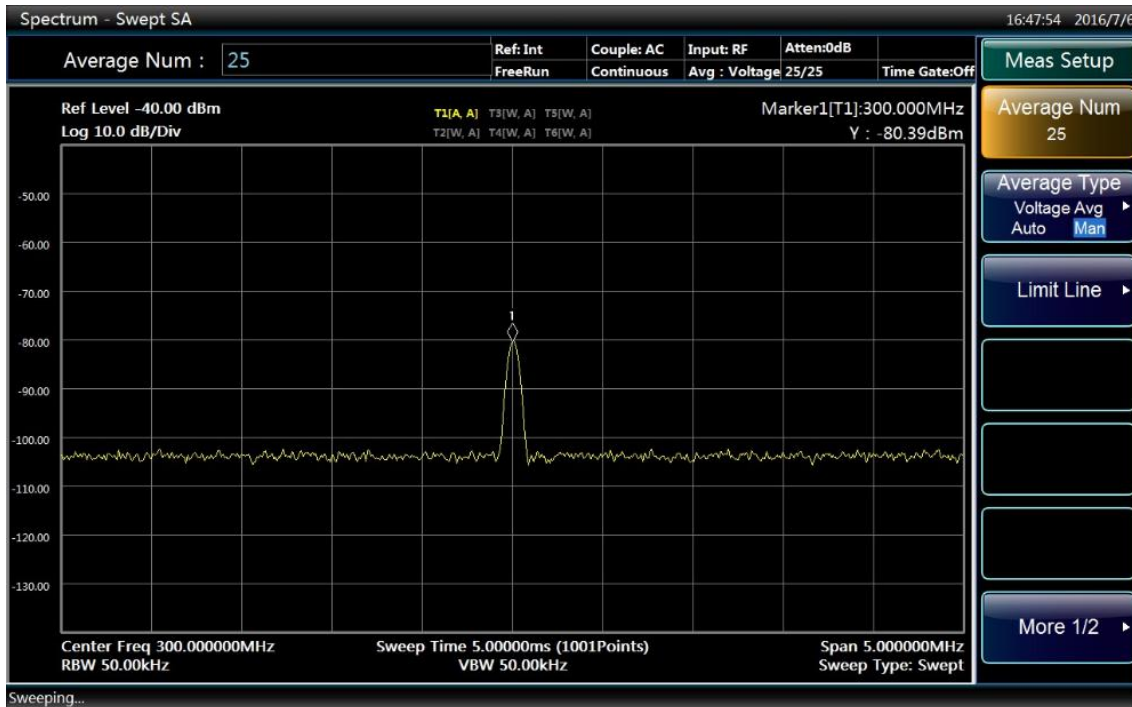 Spectrum - Swept SA
16:47:54 2016/7/6
Average Num : 25
Ref: Int Couple: AC Input: RF Atten:0dB
FreeRun Continuous Avg : Voltage 25/25 Time Gate:Off
Meas Setup
Ref Level -40.00 dBm
Log 10.0 dB/Div
T1[A, A] T3[W, A] T5[W, A]
T2[W, A] T4[W, A] T6[W, A]
Marker1[T1]:300.000MHz
Y : -80.39dBm
1
-50.00
-60.00
-70.00
-80.00
-90.00
-100.00
-110.00
-120.00
-130.00
Center Freq 300.000000MHz Sweep Time 5.00000ms (1001Points) Span 5.000000MHz
RBW 50.00kHz VBW 50.00kHz Sweep Type: Swept
Average Num
25
Average Type
Voltage Avg
Auto Man
Limit Line
More 1/2
Sweeping...